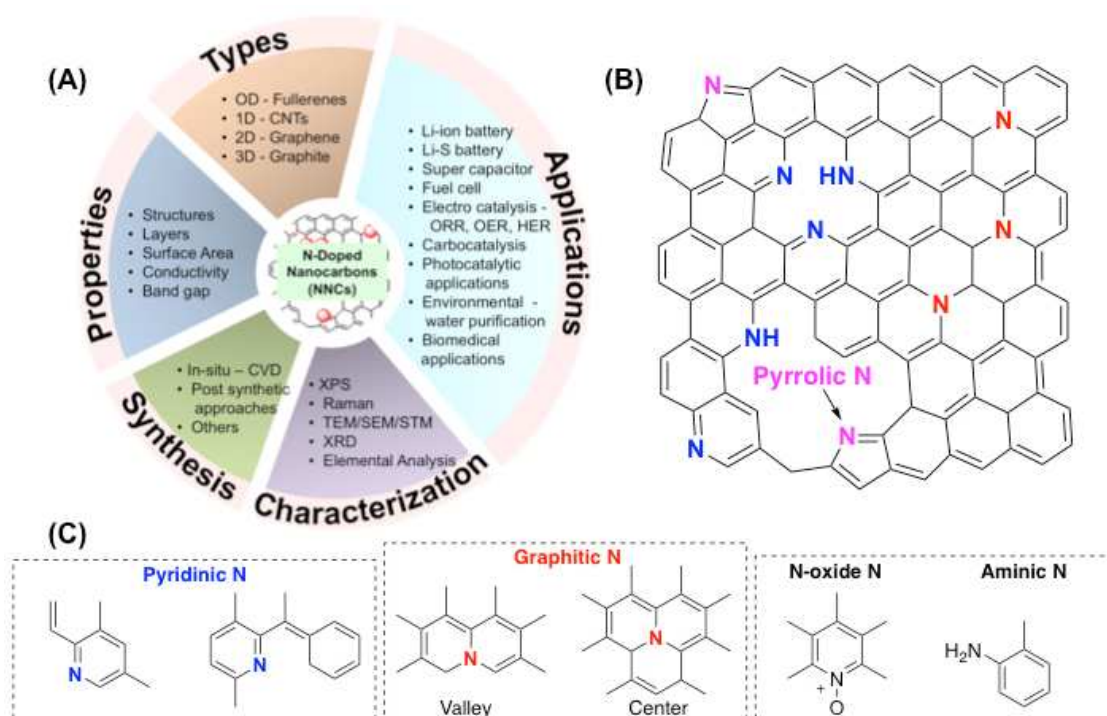 (A)
Types
• OD - Fullerenes
• 1D - CNTs
• 2D - Graphene
• 3D - Graphite
Properties
• Structures
• Layers
• Surface Area
• Conductivity
• Band gap
Synthesis
• In-situ – CVD
• Post synthetic
approaches
• Others
Characterization
• XPS
• Raman
• TEM/SEM/STM
• XRD
• Elemental Analysis
Applications
• Li-ion battery
• Li-S battery
• Super capacitor
• Fuel cell
• Electro catalysis -
ORR, OER, HER
• Carbocatalysis
• Photocatalytic
applications
• Environmental -
water purification
• Biomedical
applications
N-Doped
Nanocarbons
(NNCs)
(B)
N
N
N
HN
N
N
N
NH
Pyrrolic N
N
N
(C)
Pyridinic N
N
N
Graphitic N
N
Valley
N
Center
N-oxide N
N
+
O
Aminic N
H2N